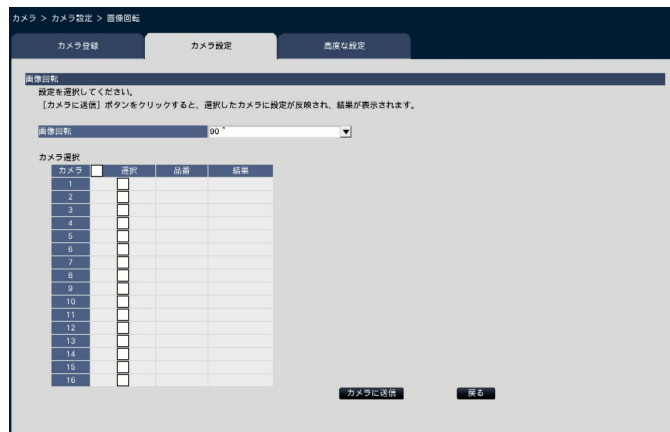 カメラ > カメラ設定 > 画像回転
カメラ登録 カメラ設定 高度な設定
画像回転
設定を選択してください。
［カメラに送信］ボタンをクリックすると、選択したカメラに設定が反映され、結果が表示されます。
画像回転 90 °
カメラ選択
カメラ 選択 品番 結果
1
2
3
4
5
6
7
8
9
10
11
12
13
14
15
16
カメラに送信 戻る